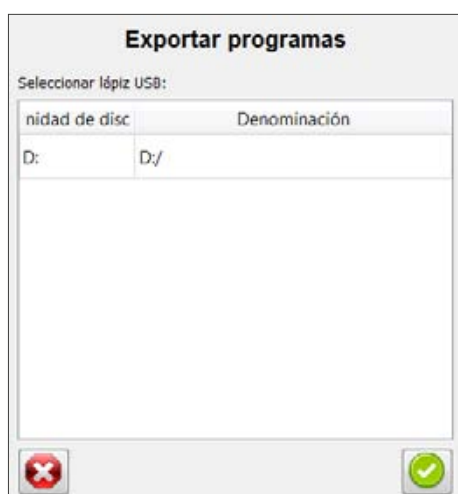 Exportar programas
Seleccionar lápiz USB:
nidad de disc Denominación
D: D:/